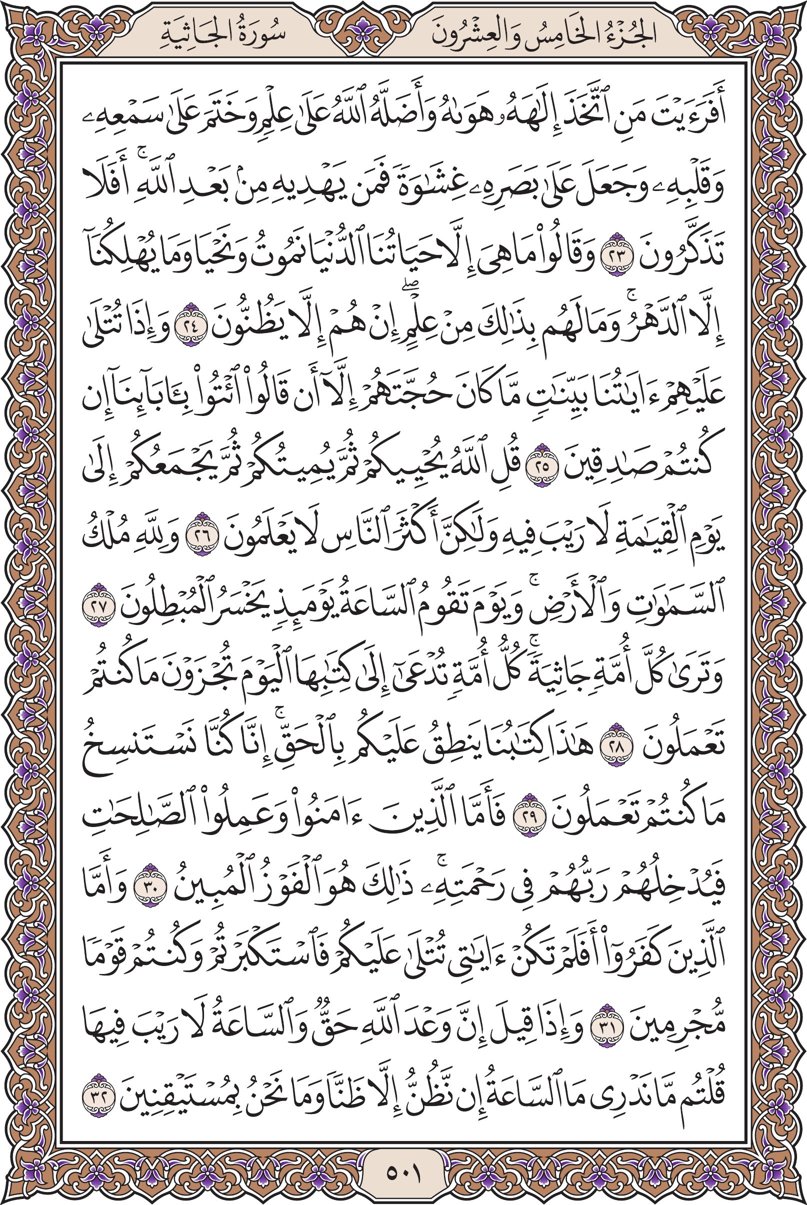 الجُزْءُ الخَامِسُ وَالعِشْرُونَ
سُورَةُ الجَاثِيَةِ
أَفَرَءَيۡتَ مَنِ ٱتَّخَذَ إِلَٰهَهُۥ هَوَىٰهُ وَأَضَلَّهُ ٱللَّهُ عَلَىٰ عِلۡمٖ وَخَتَمَ عَلَىٰ سَمۡعِهِۦ
وَقَلۡبِهِۦ وَجَعَلَ عَلَىٰ بَصَرِهِۦ غِشَٰوَةٗ فَمَن يَهۡدِيهِ مِنۢ بَعۡدِ ٱللَّهِۚ أَفَلَا
تَذَكَّرُونَ ٢٣ وَقَالُواْ مَا هِيَ إِلَّا حَيَاتُنَا ٱلدُّنۡيَا نَمُوتُ وَنَحۡيَا وَمَا يُهۡلِكُنَآ
إِلَّا ٱلدَّهۡرُۚ وَمَا لَهُم بِذَٰلِكَ مِنۡ عِلۡمٍۖ إِنۡ هُمۡ إِلَّا يَظُنُّونَ ٢٤ وَإِذَا تُتۡلَىٰ
عَلَيۡهِمۡ ءَايَٰتُنَا بَيِّنَٰتٖ مَّا كَانَ حُجَّتَهُمۡ إِلَّآ أَن قَالُواْ ٱئۡتُواْ بِـَٔابَآئِنَآ إِن
كُنتُمۡ صَٰدِقِينَ ٢٥ قُلِ ٱللَّهُ يُحۡيِيكُمۡ ثُمَّ يُمِيتُكُمۡ ثُمَّ يَجۡمَعُكُمۡ إِلَىٰ
يَوۡمِ ٱلۡقِيَٰمَةِ لَا رَيۡبَ فِيهِ وَلَٰكِنَّ أَكۡثَرَ ٱلنَّاسِ لَا يَعۡلَمُونَ ٢٦ وَلِلَّهِ مُلۡكُ
ٱلسَّمَٰوَٰتِ وَٱلۡأَرۡضِۚ وَيَوۡمَ تَقُومُ ٱلسَّاعَةُ يَوۡمَئِذٖ يَخۡسَرُ ٱلۡمُبۡطِلُونَ ٢٧
وَتَرَىٰ كُلَّ أُمَّةٖ جَاثِيَةٗۚ كُلُّ أُمَّةٖ تُدۡعَىٰٓ إِلَىٰ كِتَٰبِهَا ٱلۡيَوۡمَ تُجۡزَوۡنَ مَا كُنتُمۡ
تَعۡمَلُونَ ٢٨ هَٰذَا كِتَٰبُنَا يَنطِقُ عَلَيۡكُم بِٱلۡحَقِّۚ إِنَّا كُنَّا نَسۡتَنسِخُ
مَا كُنتُمۡ تَعۡمَلُونَ ٢٩ فَأَمَّا ٱلَّذِينَ ءَامَنُواْ وَعَمِلُواْ ٱلصَّٰلِحَٰتِ
فَيُدۡخِلُهُمۡ رَبُّهُمۡ فِي رَحۡمَتِهِۦۚ ذَٰلِكَ هُوَ ٱلۡفَوۡزُ ٱلۡمُبِينُ ٣٠ وَأَمَّا
ٱلَّذِينَ كَفَرُوٓاْ أَفَلَمۡ تَكُنۡ ءَايَٰتِي تُتۡلَىٰ عَلَيۡكُمۡ فَٱسۡتَكۡبَرۡتُمۡ وَكُنتُمۡ قَوۡمٗا
مُّجۡرِمِينَ ٣١ وَإِذَا قِيلَ إِنَّ وَعۡدَ ٱللَّهِ حَقّٞ وَٱلسَّاعَةُ لَا رَيۡبَ فِيهَا
قُلۡتُم مَّا نَدۡرِي مَا ٱلسَّاعَةُ إِن نَّظُنُّ إِلَّا ظَنّٗا وَمَا نَحۡنُ بِمُسۡتَيۡقِنِينَ ٣٢
٥٠١